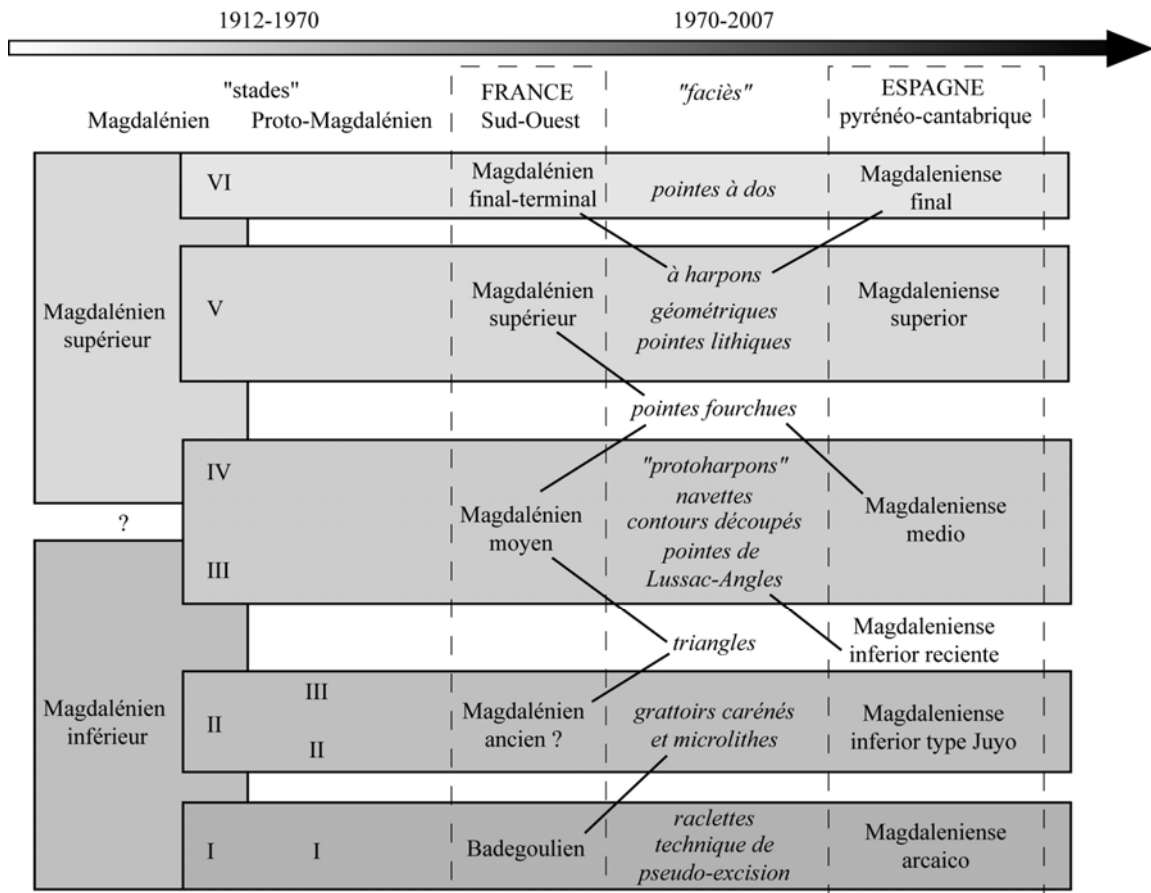 1912-1970
1970-2007
"stades"
Magdalénien
Proto-Magdalénien
FRANCE
Sud-Ouest
"faciès"
ESPAGNE
pyrénéo-cantabrique
Magdalénien
supérieur
?
Magdalénien
inférieur
VI
Magdalénien
final-terminal
pointes à dos
Magdaleniense
final
à harpons
V
Magdalénien
supérieur
géométriques
pointes lithiques
Magdaleniense
superior
pointes fourchues
IV
III
Magdalénien
moyen
"protoharpons"
navettes
contours découpés
pointes de
Lussac-Angles
Magdaleniense
medio
triangles
Magdaleniense
inferior reciente
II
III
II
Magdalénien
ancien ?
grattoirs carénés
et microlithes
Magdaleniense
inferior type Juyo
I
I
Badegoulien
raclettes
technique de
pseudo-excision
Magdaleniense
arcaico